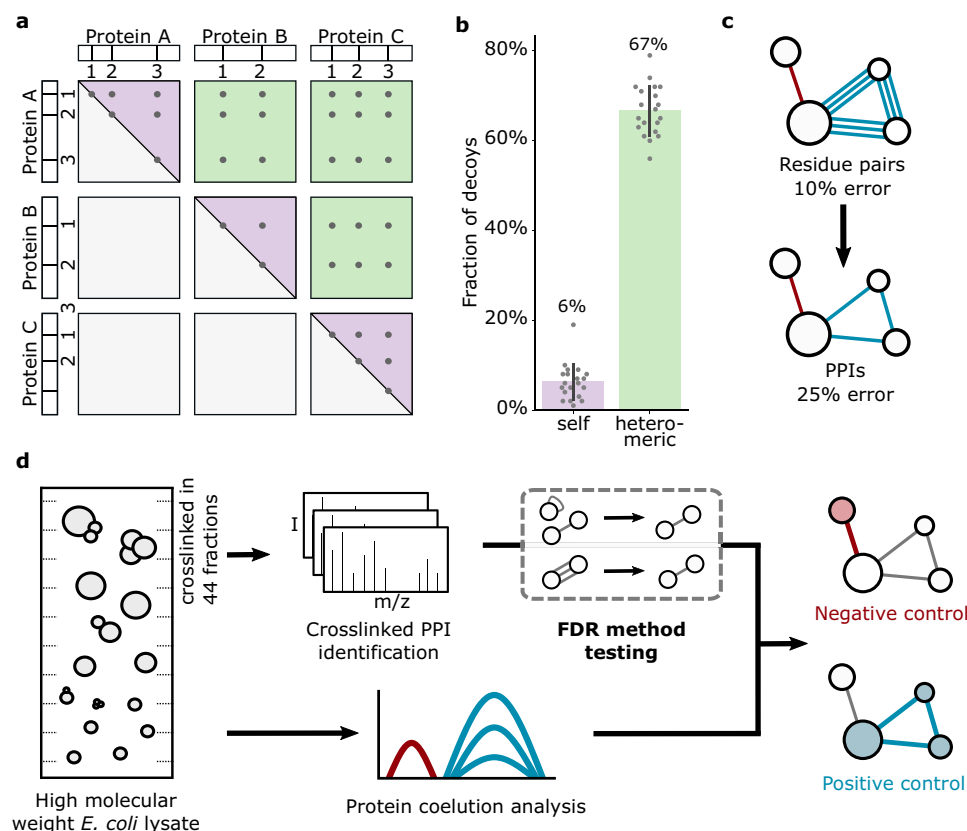 a
Protein A
Protein B
Protein C
1 2 3
1 2
1 2 3
Protein A
1
2
3
Protein B
1
2
Protein C
3
1
2
b
Fraction of decoys
80%
60%
40%
20%
0%
6%
67%
self
hetero-
meric
c
Residue pairs
10% error
PPIs
25% error
d
crosslinked in
44 fractions
High molecular
weight E. coli lysate
I
m/z
Crosslinked PPI
identification
FDR method
testing
Protein coelution analysis
Negative control
Positive control